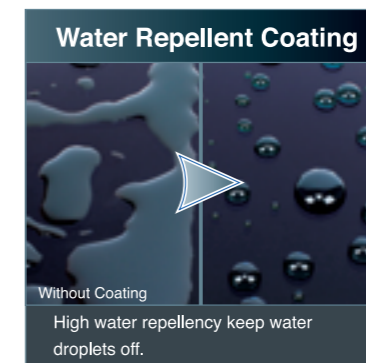 Water Repellent Coating
Without Coating
High water repellency keep water
droplets off.